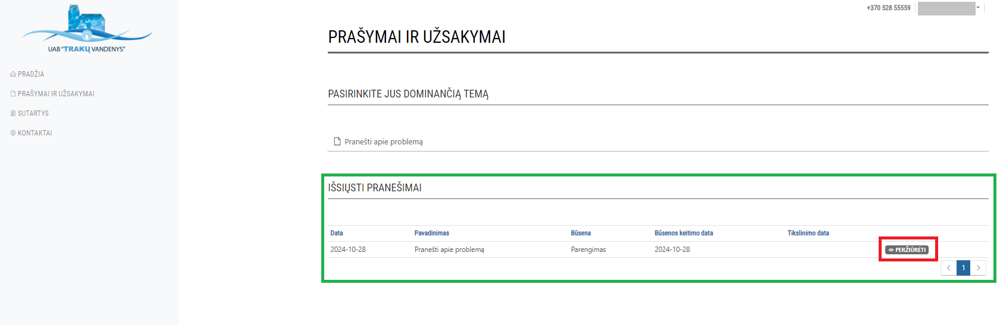 +370 528 55559
UAB "TRAKŲ VANDENYS"
PRADŽIA
PRAŠYMAI IR UŽSAKYMAI
SUTARTYS
KONTAKTAI
PRAŠYMAI IR UŽSAKYMAI
PASIRINKITE JUS DOMINANČIĄ TEMĄ
Pranešti apie problemą
IŠSIŲSTI PRANEŠIMAI
Data Pavadinimas Būsena Būsenos keitimo data Tikslinimo data
2024-10-28 Pranešti apie problemą Parengimas 2024-10-28 PERŽIŪRĖTI
< 1 >